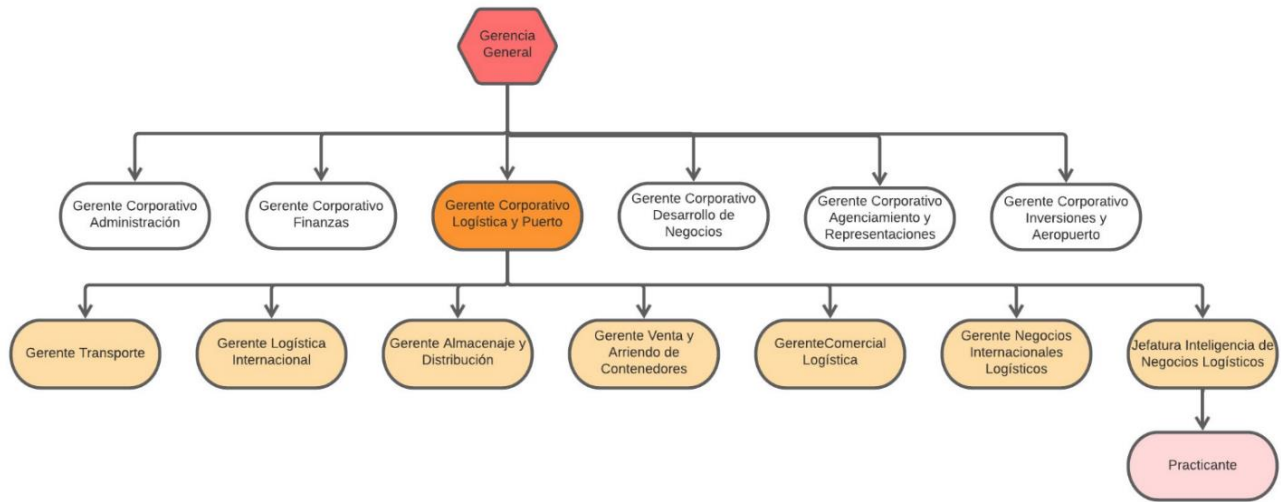 Gerencia
General
Gerente Corporativo
Administración
Gerente Corporativo
Finanzas
Gerente Corporativo
Logística y Puerto
Gerente Corporativo
Desarrollo de
Negocios
Gerente Corporativo
Agenciamiento y
Representaciones
Gerente Corporativo
Inversiones y
Aeropuerto
Gerente Transporte
Gerente Logística
Internacional
Gerente Almacenaje y
Distribución
Gerente Venta y
Arriendo de
Contenedores
GerenteComercial
Logística
Gerente Negocios
Internacionales
Logísticos
Jefatura Inteligencia de
Negocios Logísticos
Practicante